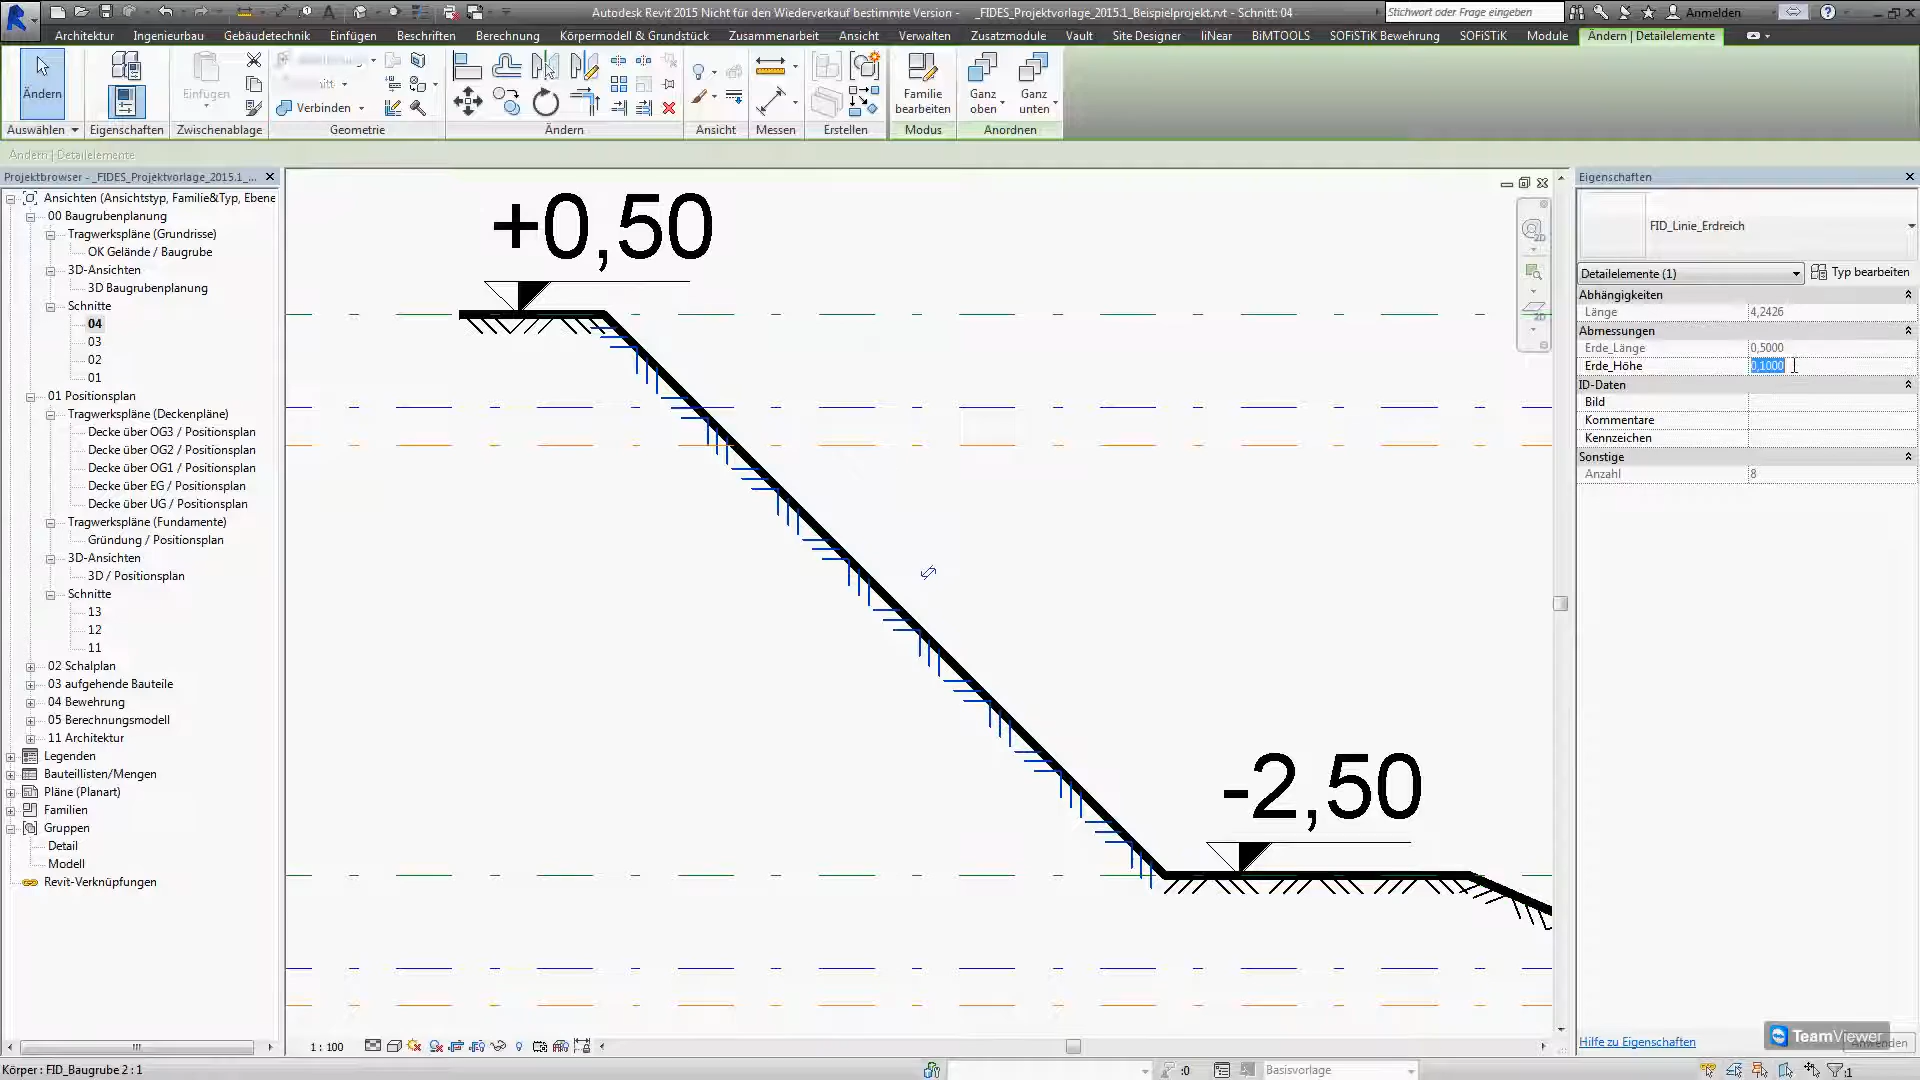 Autodesk Revit 2015 Nicht für den Wiederverkauf bestimmte Version - _FIDES_Projektvorlage_2015.1_Beispielprojekt.rvt - Schnitt: 04
Stichwort oder Frage eingeben
Anmelden
Architektur Ingenieurbau Gebäudetechnik Einfügen Beschriften Berechnung Körpermodell & Grundstück Zusammenarbeit Ansicht Verwalten Zusatzmodule Vault Site Designer liNear BiMTOOLS SOFiSTiK Bewehrung SOFiSTiK Module Ändern | Detailelemente
Ändern
Einfügen
Verbinden
Familie bearbeiten
Ganz oben
Ganz unten
Auswählen Eigenschaften Zwischenablage Geometrie Ändern Ansicht Messen Erstellen Modus Anordnen
Ändern | Detailelemente
Projektbrowser - _FIDES_Projektvorlage_2015.1_...
Ansichten (Ansichtstyp, Familie&Typ, Ebene
00 Baugrubenplanung
Tragwerkspläne (Grundrisse)
OK Gelände / Baugrube
3D-Ansichten
3D Baugrubenplanung
Schnitte
04
03
02
01
01 Positionsplan
Tragwerkspläne (Deckenpläne)
Decke über OG3 / Positionsplan
Decke über OG2 / Positionsplan
Decke über OG1 / Positionsplan
Decke über EG / Positionsplan
Decke über UG / Positionsplan
Tragwerkspläne (Fundamente)
Gründung / Positionsplan
3D-Ansichten
3D / Positionsplan
Schnitte
13
12
11
02 Schalplan
03 aufgehende Bauteile
04 Bewehrung
05 Berechnungsmodell
11 Architektur
Legenden
Bauteillisten/Mengen
Pläne (Planart)
Familien
Gruppen
Detail
Modell
Revit-Verknüpfungen
+0,50
-2,50
Eigenschaften
FID_Linie_Erdreich
Detailelemente (1)
Typ bearbeiten
Abhängigkeiten
Länge 4,2426
Abmessungen
Erde_Länge 0,5000
Erde_Höhe 0,1000
ID-Daten
Bild
Kommentare
Kennzeichen
Sonstige
Anzahl 8
Hilfe zu Eigenschaften
TeamViewer
1 : 100
Körper : FID_Baugrube 2 : 1
:0
Basisvorlage
:1